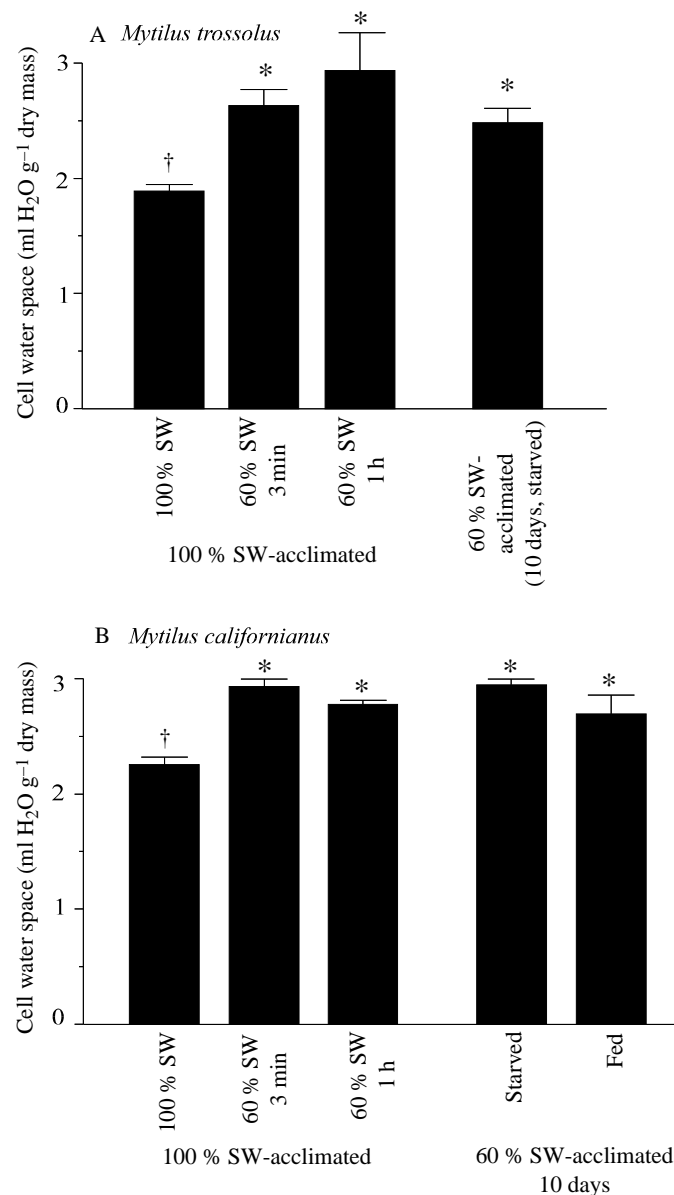 A Mytilus trossolus
Cell water space (ml H₂O g⁻¹ dry mass)
3
2
1
0
†
*
*
*
100 % SW
60 % SW
3 min
60 % SW
1 h
60 % SW-
acclimated
(10 days, starved)
100 % SW-acclimated
B Mytilus californianus
Cell water space (ml H₂O g⁻¹ dry mass)
3
2
1
0
†
*
*
*
*
100 % SW
60 % SW
3 min
60 % SW
1 h
Starved
Fed
100 % SW-acclimated
60 % SW-acclimated
10 days